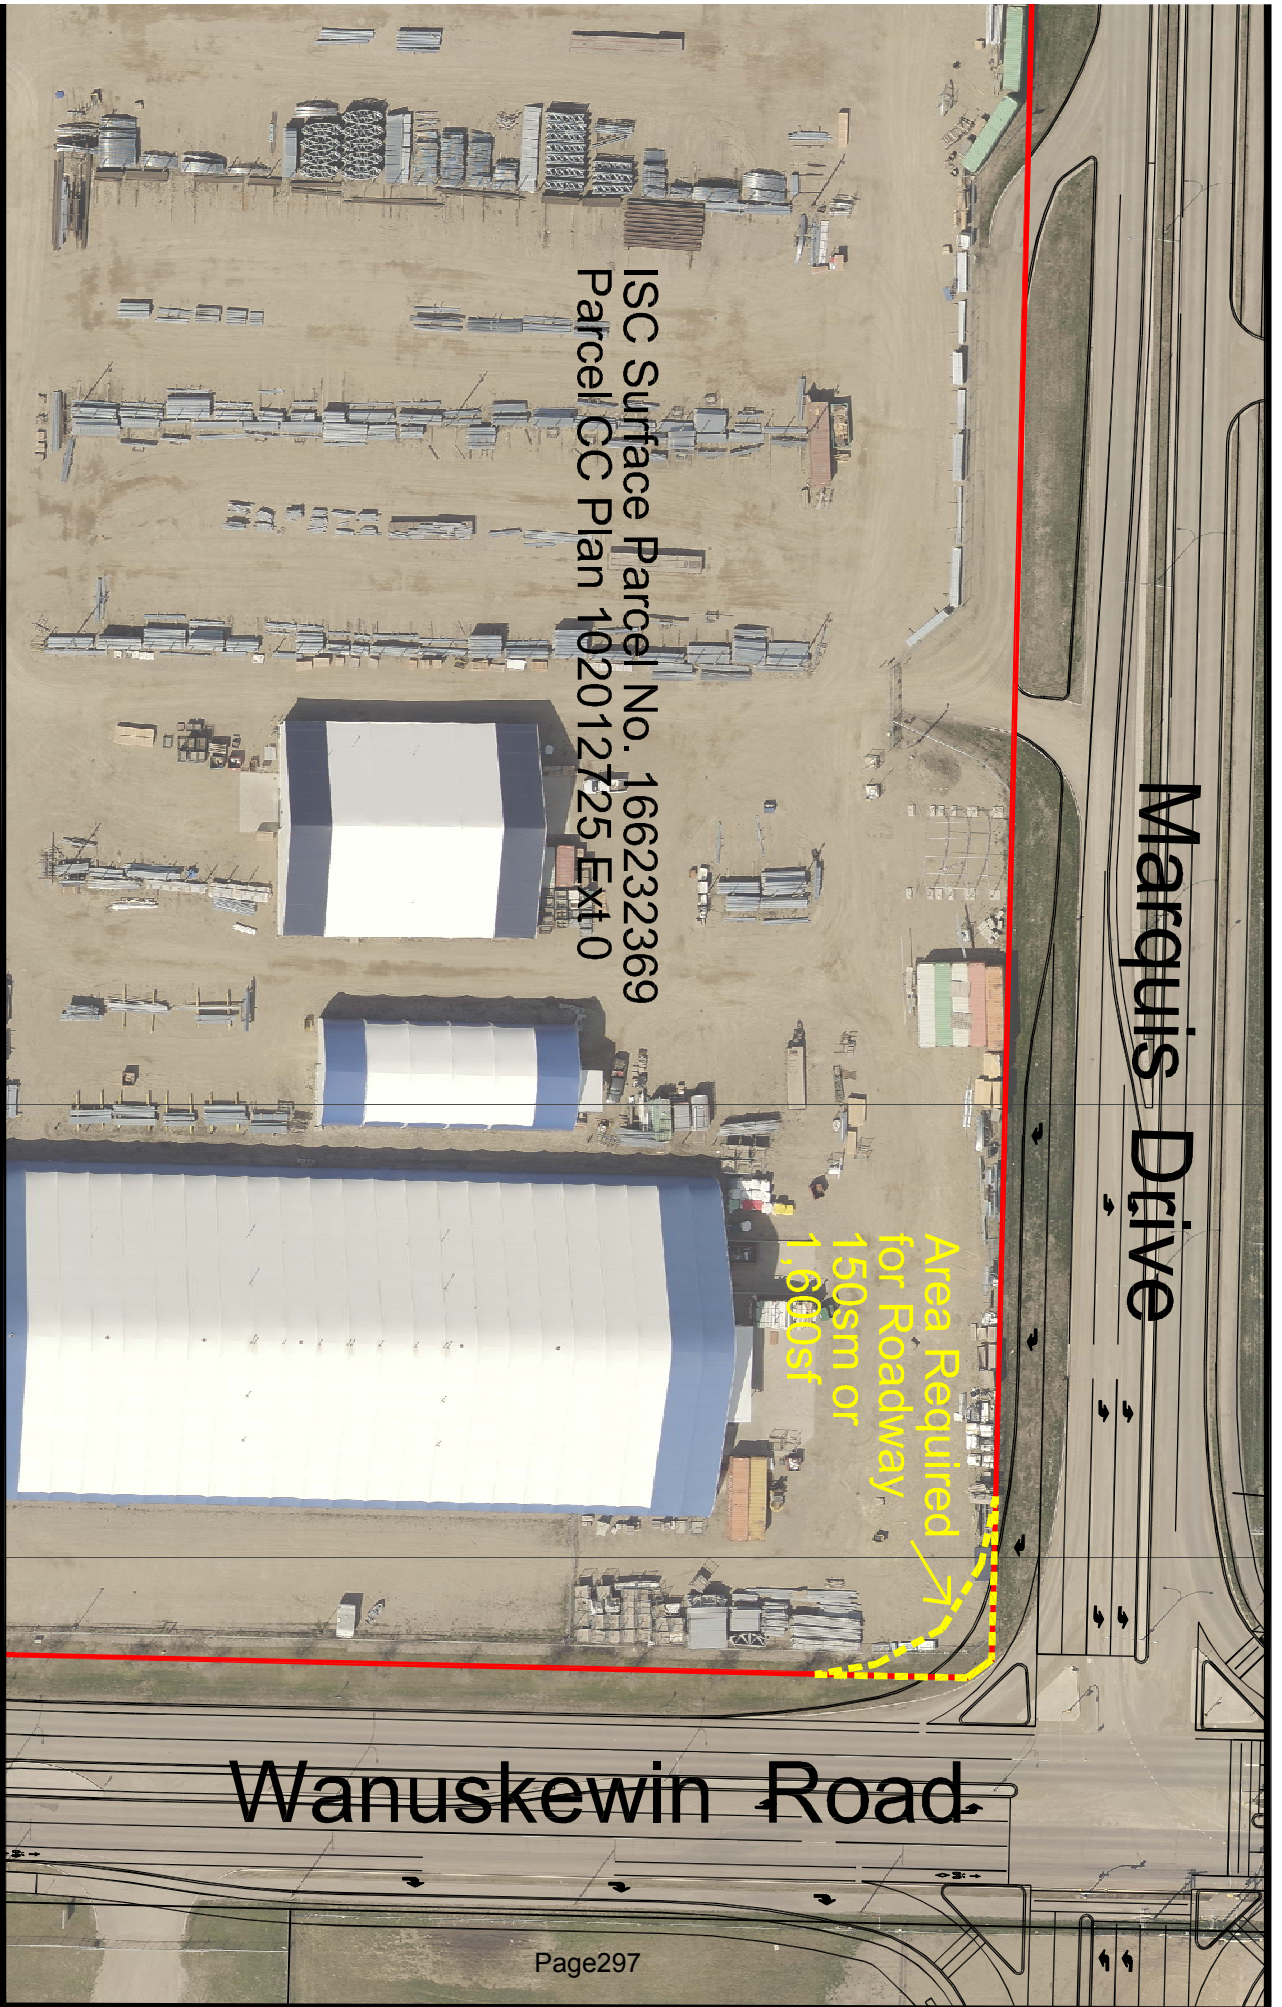 Marquis Drive
ISC Surface Parcel No. 166232369
Parcel CC Plan 102012725 Ext 0
Area Required
for Roadway
150sm or
1,600sf
Wanuskewin Road
Page297